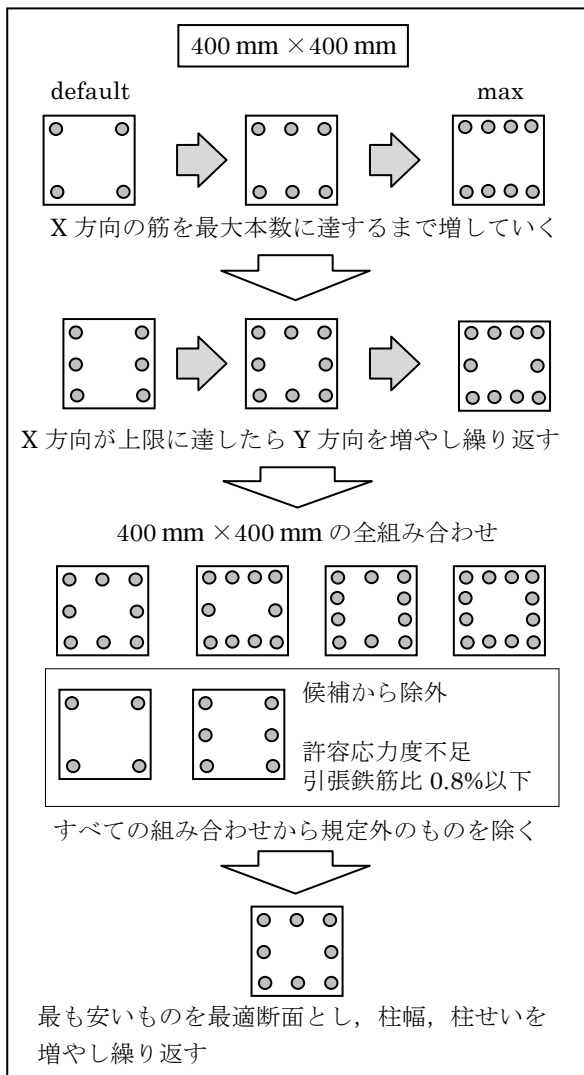 400 mm ×400 mm
default
max
X 方向の筋を最大本数に達するまで増していく
X 方向が上限に達したら Y 方向を増やし繰り返す
400 mm ×400 mm の全組み合わせ
候補から除外
許容応力度不足
引張鉄筋比 0.8%以下
すべての組み合わせから規定外のものを除く
最も安いものを最適断面とし，柱幅，柱せいを
増やし繰り返す